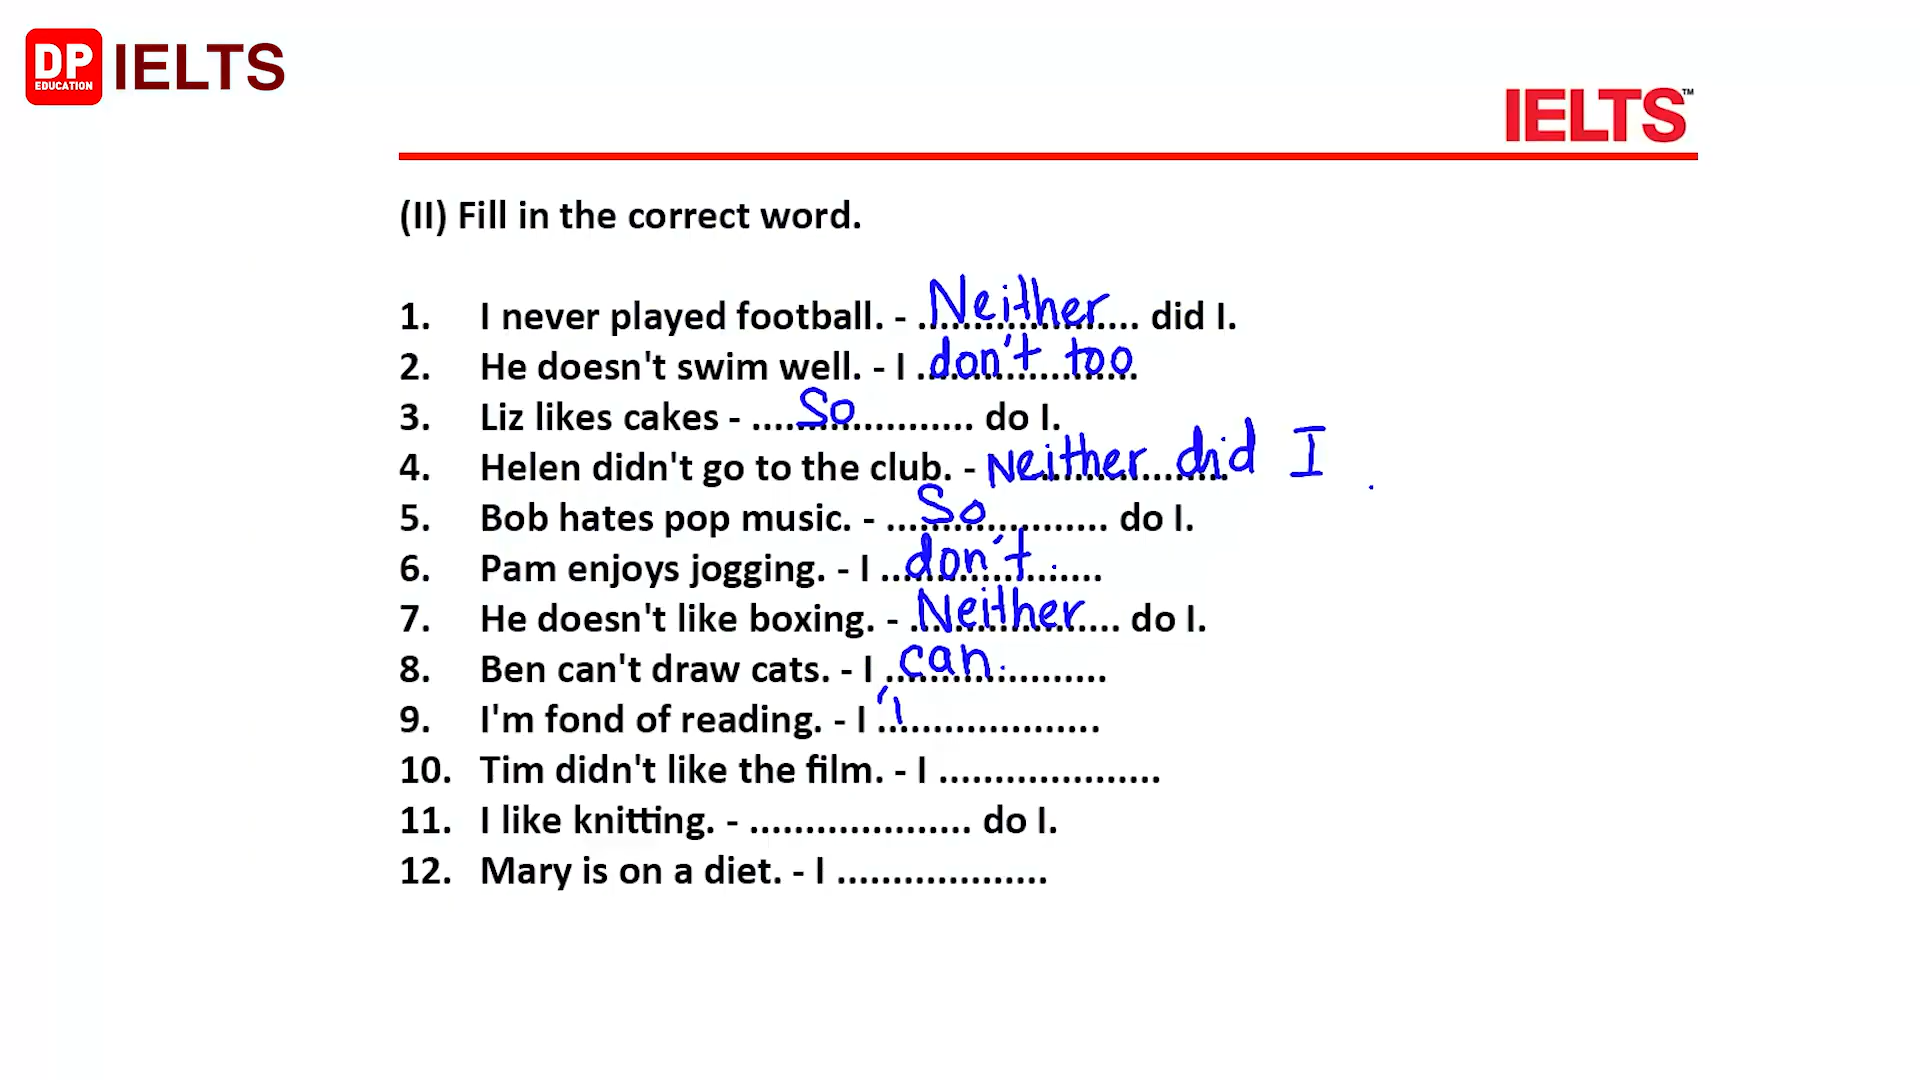 DP EDUCATION IELTS
IELTS™
(II) Fill in the correct word.
1. I never played football. - Neither did I.
2. He doesn't swim well. - I don't too
3. Liz likes cakes - So do I.
4. Helen didn't go to the club. - Neither did I
5. Bob hates pop music. - So do I.
6. Pam enjoys jogging. - I don't.
7. He doesn't like boxing. - Neither do I.
8. Ben can't draw cats. - I can.
9. I'm fond of reading. - I ....................
10. Tim didn't like the film. - I ....................
11. I like knitting. - .................... do I.
12. Mary is on a diet. - I ...................